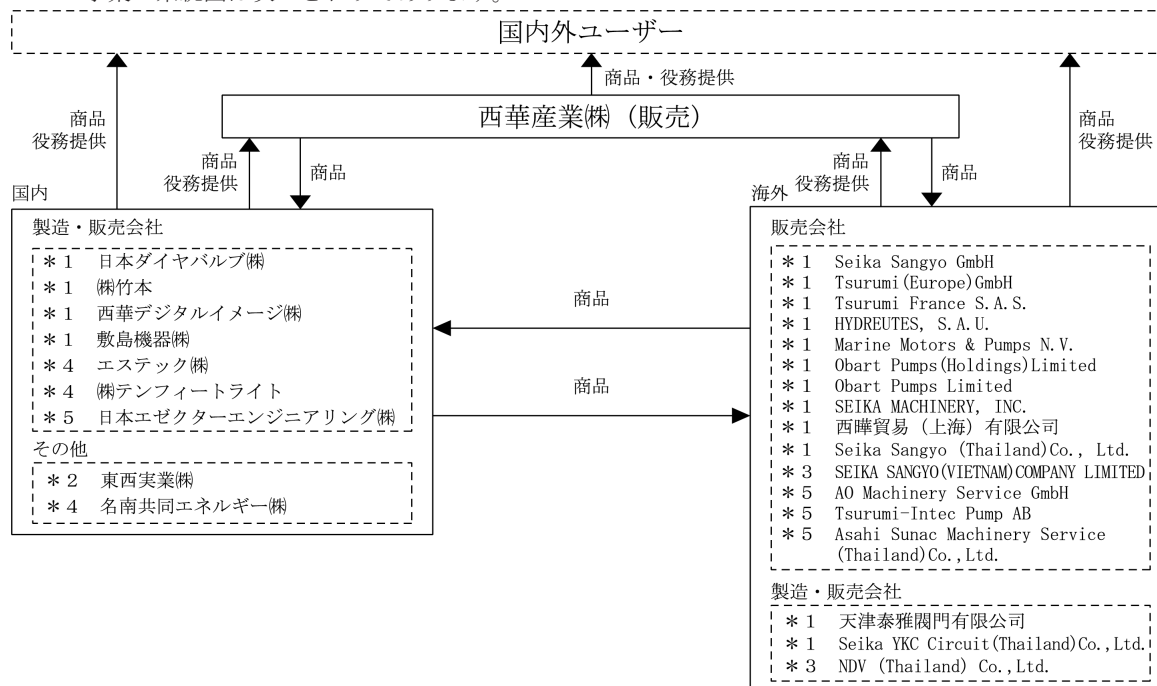 国内外ユーザー
商品・役務提供
西華産業㈱（販売）
商品
役務提供
商品
役務提供
商品
商品
役務提供
商品
商品
役務提供
国内
製造・販売会社
＊1 日本ダイヤバルブ㈱
＊1 ㈱竹本
＊1 西華デジタルイメージ㈱
＊1 敷島機器㈱
＊4 エステック㈱
＊4 ㈱テンフィートライト
＊5 日本エゼクターエンジニアリング㈱
その他
＊2 東西実業㈱
＊4 名南共同エネルギー㈱
商品
商品
海外
販売会社
＊1 Seika Sangyo GmbH
＊1 Tsurumi(Europe)GmbH
＊1 Tsurumi France S.A.S.
＊1 HYDREUTES, S.A.U.
＊1 Marine Motors & Pumps N.V.
＊1 Obart Pumps(Holdings)Limited
＊1 Obart Pumps Limited
＊1 SEIKA MACHINERY, INC.
＊1 西曄貿易（上海）有限公司
＊1 Seika Sangyo (Thailand)Co., Ltd.
＊3 SEIKA SANGYO(VIETNAM)COMPANY LIMITED
＊5 AO Machinery Service GmbH
＊5 Tsurumi-Intec Pump AB
＊5 Asahi Sunac Machinery Service
(Thailand)Co.,Ltd.
製造・販売会社
＊1 天津泰雅閥門有限公司
＊1 Seika YKC Circuit(Thailand)Co.,Ltd.
＊3 NDV (Thailand) Co.,Ltd.